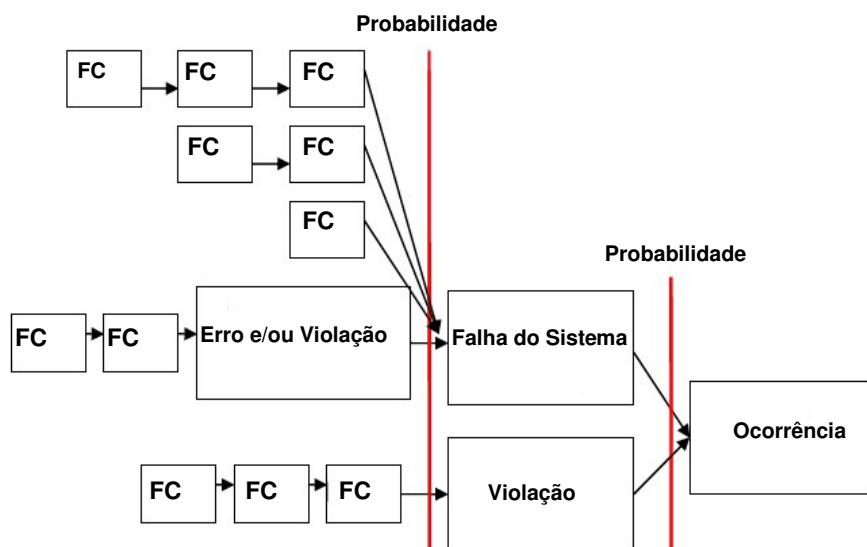 Probabilidade
FC FC FC
FC FC
FC
Probabilidade
FC FC Erro e/ou Violação Falha do Sistema
Ocorrência
FC FC FC Violação